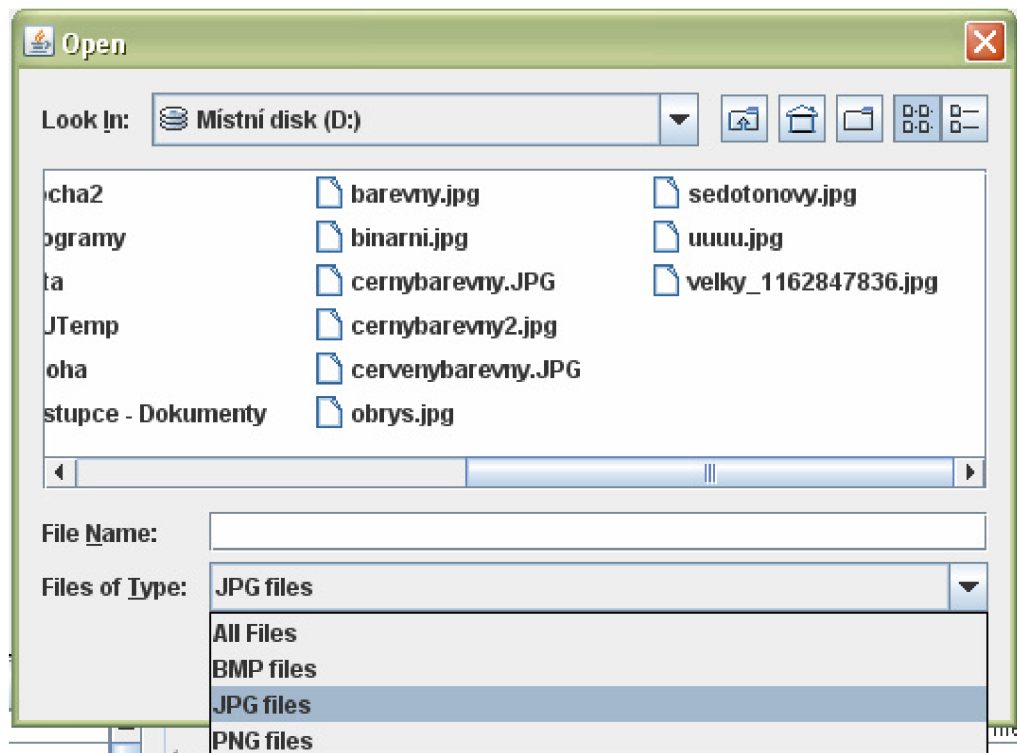 Open
Look In: Místní disk (D:)
cha2 barevny.jpg sedotonovy.jpg
ogramy binarni.jpg uuuu.jpg
ta cernybarevny.JPG velky_1162847836.jpg
UTemp cernybarevny2.jpg
oha cervenybarevny.JPG
stupce - Dokumenty obrys.jpg
File Name:
Files of Type: JPG files
All Files
BMP files
JPG files
PNG files